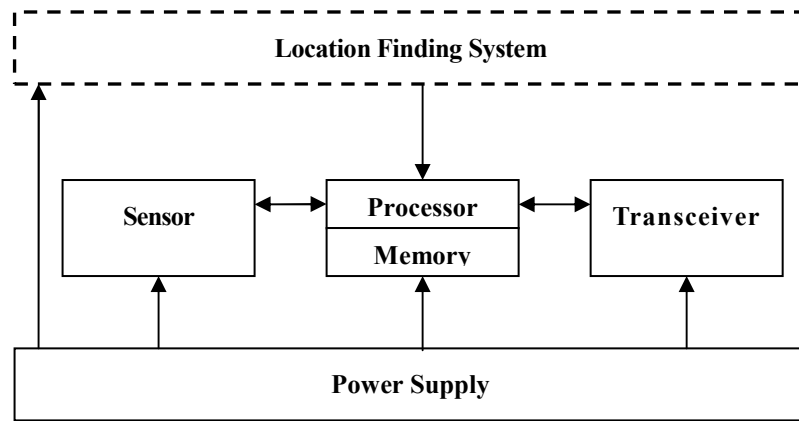 Location Finding System
Sensor
Processor
Transceiver
Memory
Power Supply